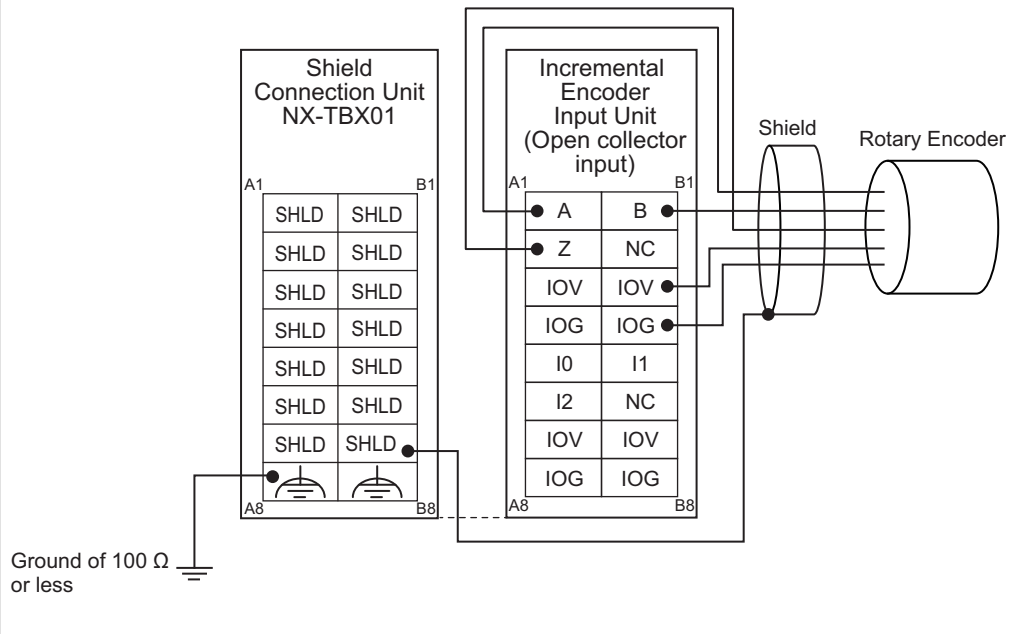 Shield
Connection Unit
NX-TBX01
A1
B1
SHLD SHLD
SHLD SHLD
SHLD SHLD
SHLD SHLD
SHLD SHLD
SHLD SHLD
SHLD SHLD
A8
B8
Ground of 100 Ω
or less
Incremental
Encoder
Input Unit
(Open collector
input)
A1
B1
A B
Z NC
IOV IOV
IOG IOG
I0 I1
I2 NC
IOV IOV
IOG IOG
A8
B8
Shield
Rotary Encoder